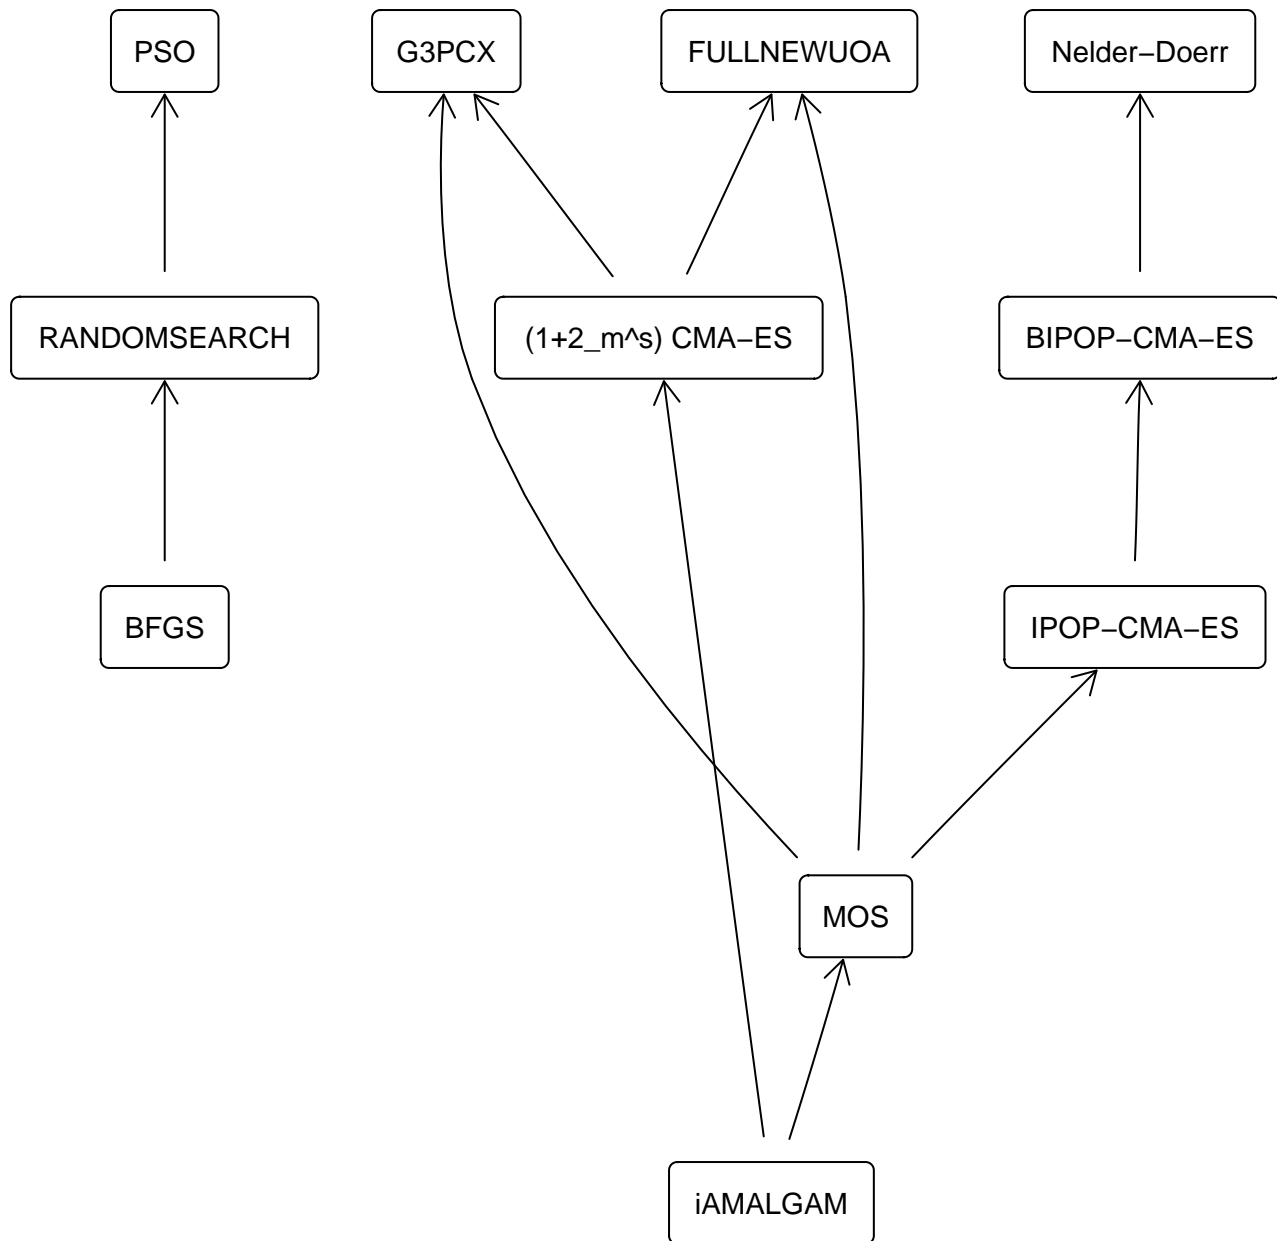 PSO
G3PCX
FULLNEWUOA
Nelder−Doerr
RANDOMSEARCH
(1+2_m^s) CMA−ES
BIPOP−CMA−ES
BFGS
IPOP−CMA−ES
MOS
iAMALGAM